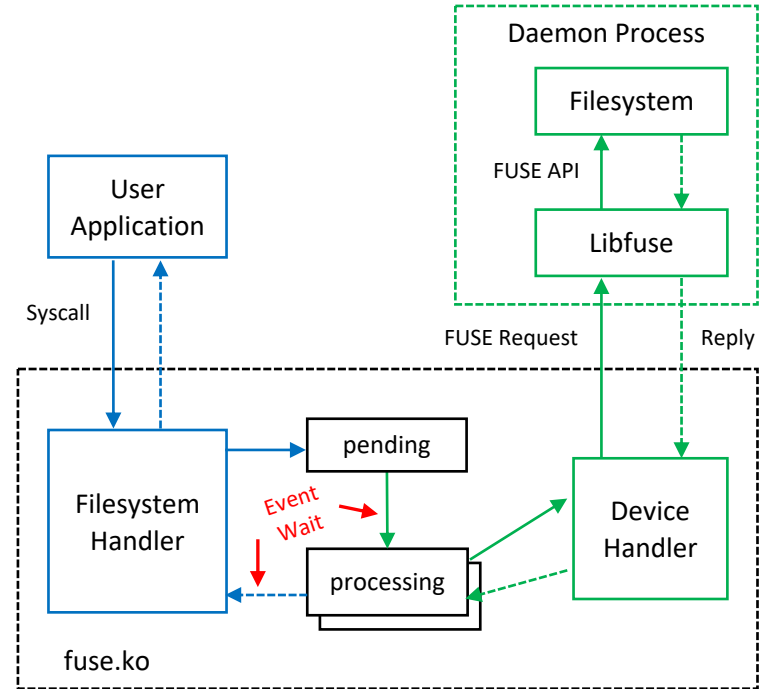 Daemon Process
Filesystem
FUSE API
User
Application
Libfuse
Syscall
FUSE Request
Reply
pending
Filesystem
Handler
Event
Wait
Device
Handler
processing
fuse.ko